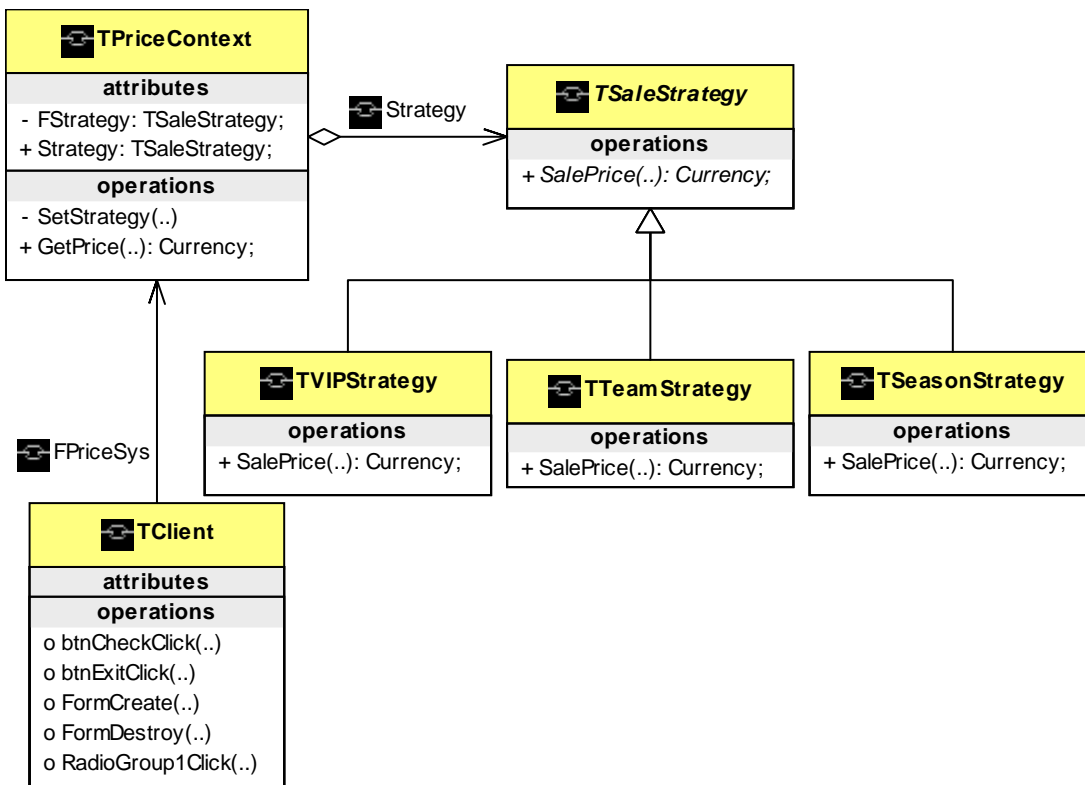 TPriceContext
attributes
- FStrategy: TSaleStrategy;
+ Strategy: TSaleStrategy;
operations
- SetStrategy(..)
+ GetPrice(..): Currency;
Strategy
TSaleStrategy
operations
+ SalePrice(..): Currency;
TVIPStrategy
operations
+ SalePrice(..): Currency;
TTeamStrategy
operations
+ SalePrice(..): Currency;
TSeasonStrategy
operations
+ SalePrice(..): Currency;
FPriceSys
TClient
attributes
operations
o btnCheckClick(..)
o btnExitClick(..)
o FormCreate(..)
o FormDestroy(..)
o RadioGroup1Click(..)